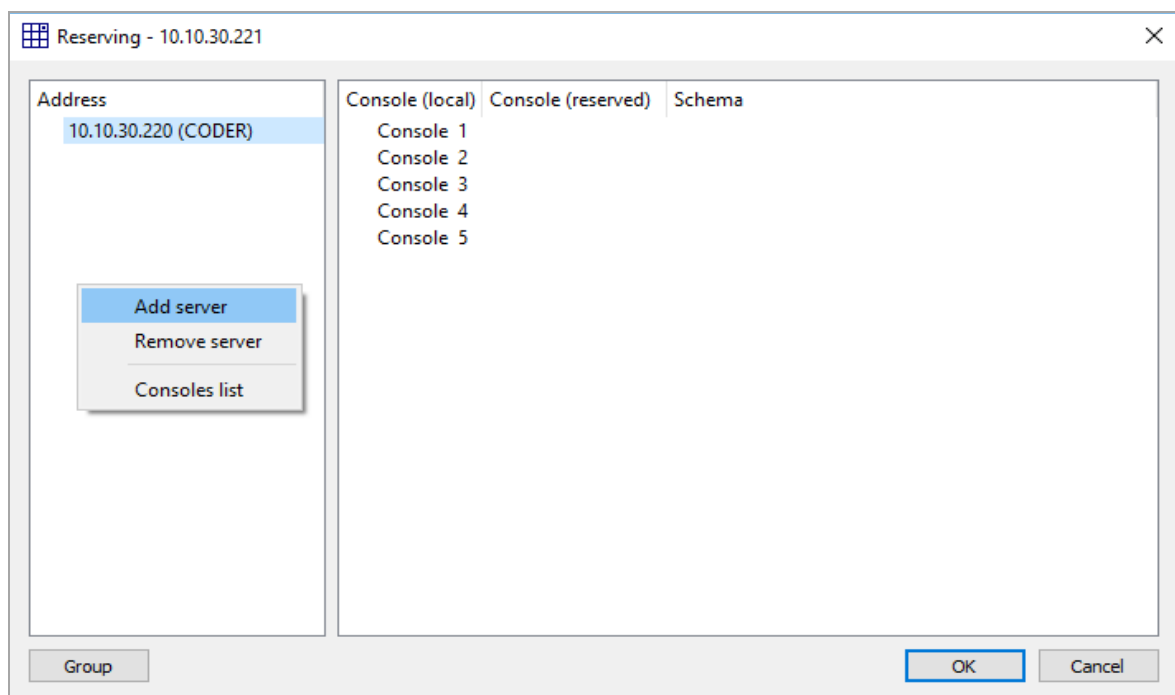 Reserving - 10.10.30.221
Address
10.10.30.220 (CODER)
Add server
Remove server
Consoles list
Console (local) Console (reserved) Schema
Console 1
Console 2
Console 3
Console 4
Console 5
Group
OK
Cancel